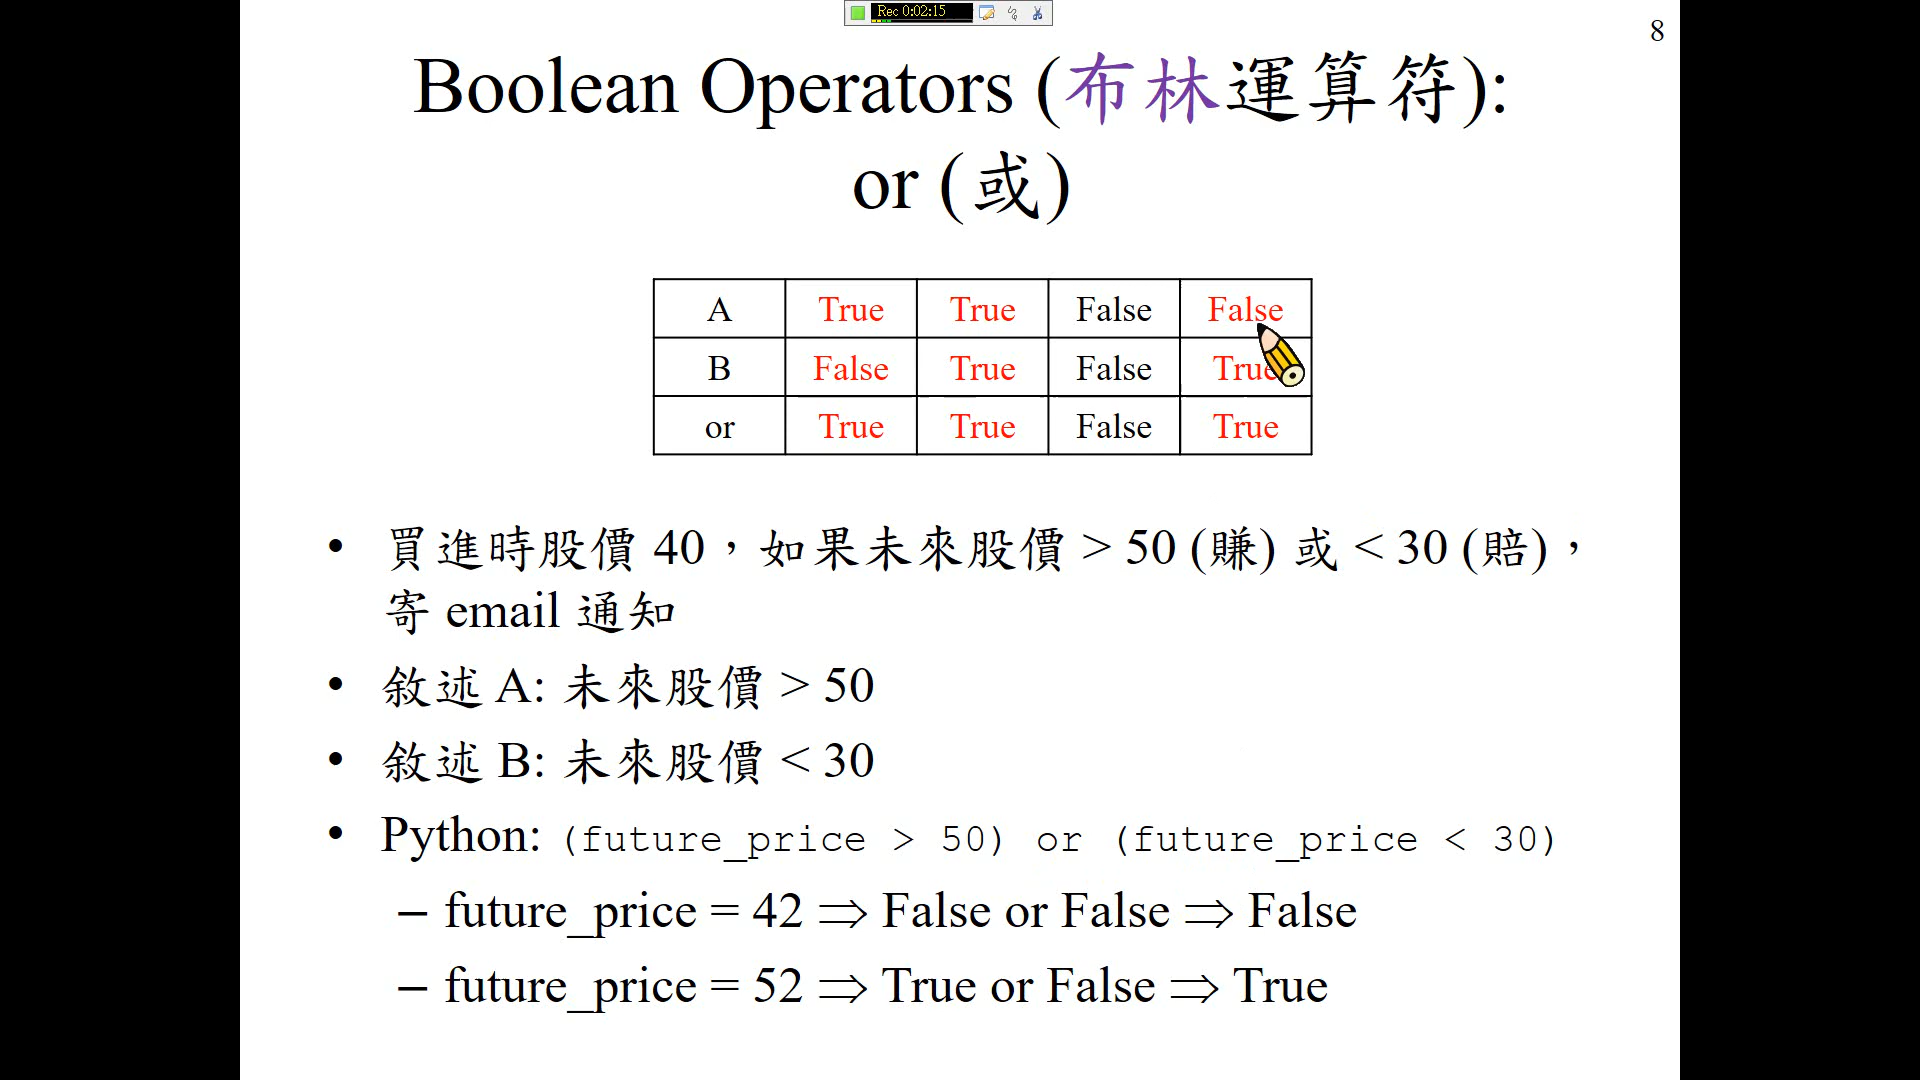 Rec 0:02:15
8
Boolean Operators (布林運算符):
or (或)
A True True False False
B False True False True
or True True False True
• 買進時股價 40，如果未來股價 > 50 (賺) 或 < 30 (賠)，
寄 email 通知
• 敘述 A: 未來股價 > 50
• 敘述 B: 未來股價 < 30
• Python: (future_price > 50) or (future_price < 30)
– future_price = 42 ⇒ False or False ⇒ False
– future_price = 52 ⇒ True or False ⇒ True